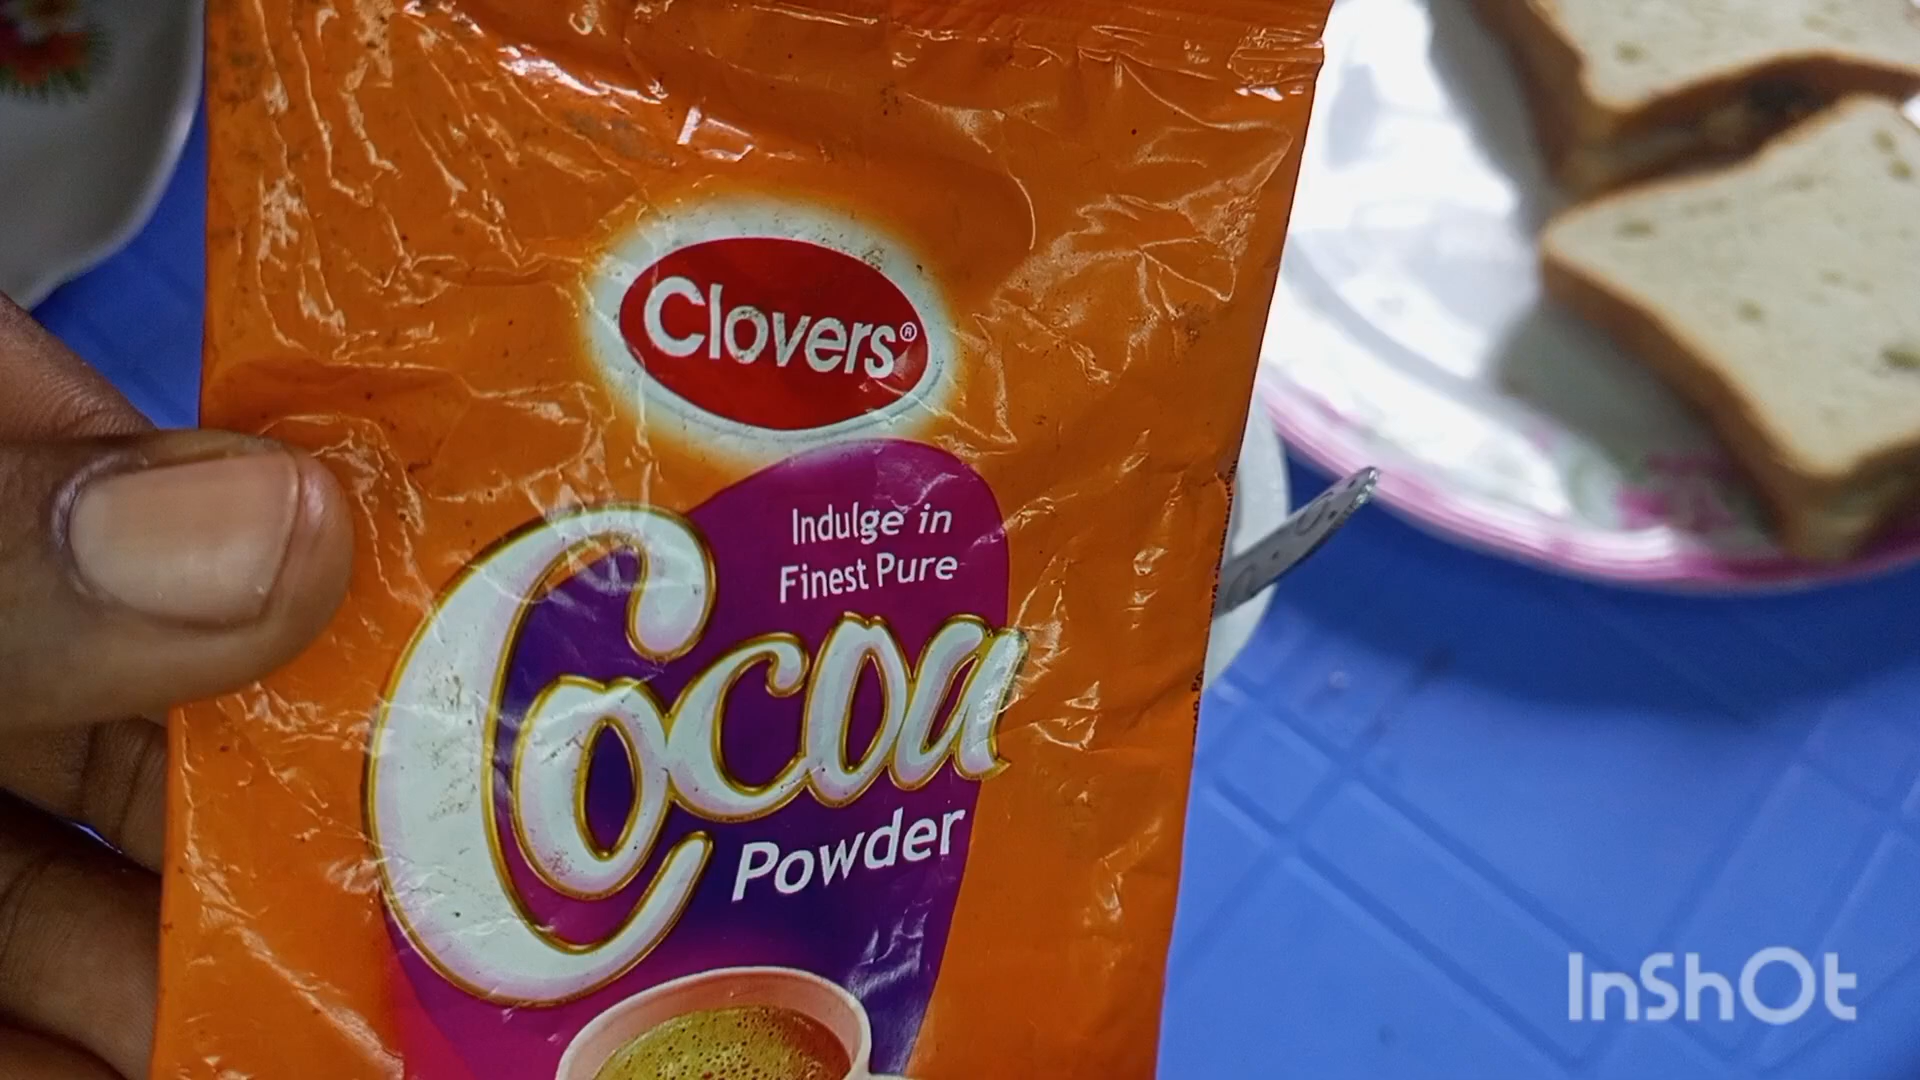 Clovers®
Indulge in
Finest Pure
Cocoa
Powder
InShOt